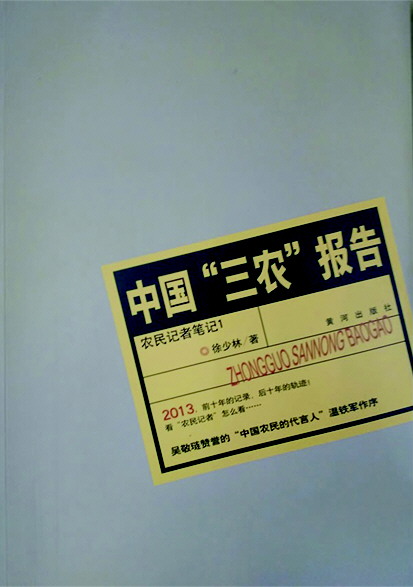 中国“三农”报告
农民记者笔记1
黄河出版社
◎徐少林/著
ZHONGGUO SANNONG BAOGAO
2013，前十年的记录，后十年的轨迹！
看“农民记者”怎么看……
吴敬琏赞誉的“中国农民的代言人”温铁军作序